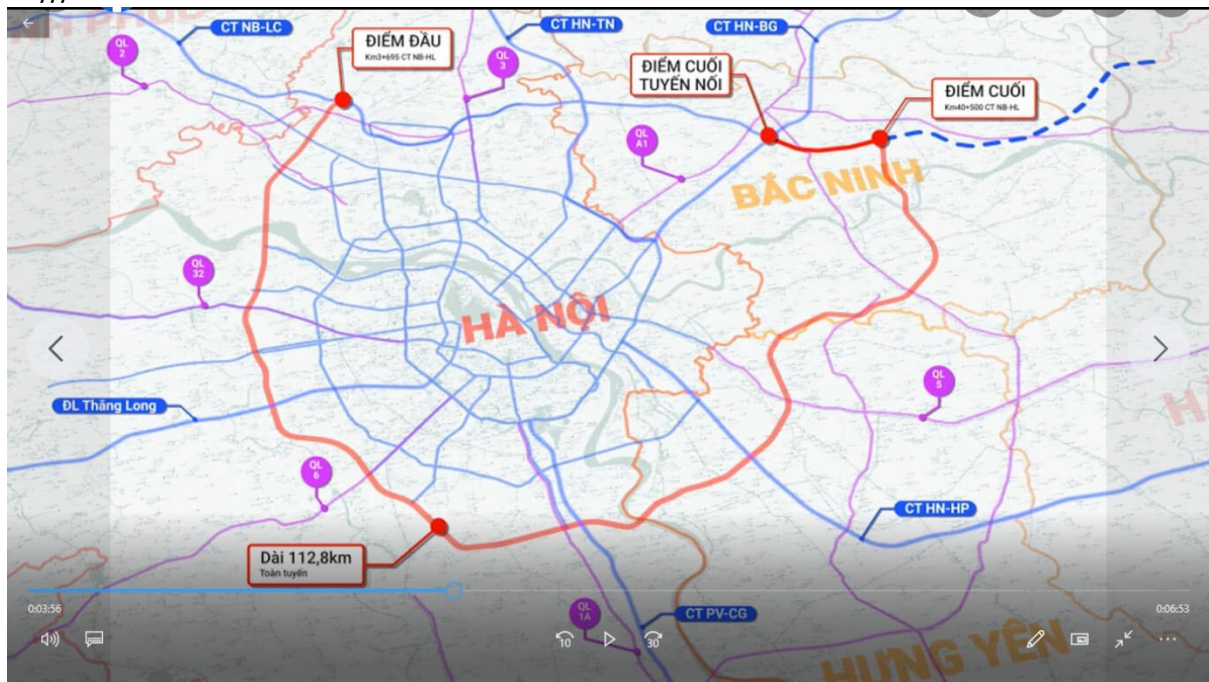 CT NB-LC
CT HN-TN
CT HN-BG
QL
2
ĐIỂM ĐẦU
Km3+695 CT NB-HL
QL
3
ĐIỂM CUỐI
TUYẾN NỐI
ĐIỂM CUỐI
Km40+500 CT NB-HL
QL
A1
BẮC NINH
QL
32
HÀ NỘI
QL
5
ĐL Thăng Long
QL
6
CT HN-HP
Dài 112,8km
Toàn tuyến
0:03:56
0:06:53
QL
1A
CT PV-CG
10
30
HƯNG YÊN